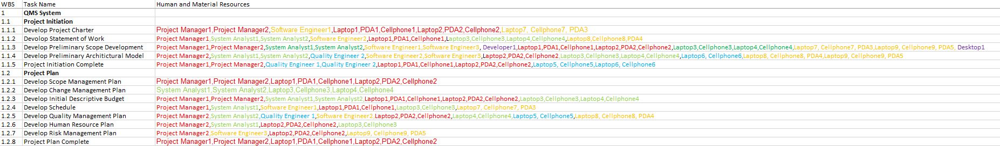 WBS Task Name Human and Material Resources
1 QMS System
1.1 Project Initiation
1.1.1 Develop Project Charter Project Manager1,Project Manager2,Software Engineer1,Laptop1,PDA1,Cellphone1,Laptop2,PDA2,Cellphone2,Laptop7, Cellphone7, PDA3
1.1.2 Devolop Statement of Work Project Manager1,System Analyst1,System Analyst2,Software Engineer2,Laptop1,PDA1,Cellphone1,Laptop3,Cellphone3,Laptop4,Cellphone4,Laptop8,Cellphone8,PDA4
1.1.3 Develop Preliminary Scope Development Project Manager1,Project Manager2,System Analyst1,System Analyst2,Software Engineer1,Software Engineer3, Developer1,Laptop1,PDA1,Cellphone1,Laptop2,PDA2,Cellphone2,Laptop3,Cellphone3,Laptop4,Cellphone4,Laptop7, Cellphone7, PDA3,Laptop9, Cellphone9, PDA5, Desktop1
1.1.4 Develop Preliminary Architictural Model Project Manager2,System Analyst1,System Analyst2,Quality Engineer 2,Software Engineer2,Software Engineer3,Laptop2,PDA2,Cellphone2,Laptop3,Cellphone3,Laptop4,Cellphone4,Laptop6, Cellphone6,Laptop8, Cellphone8, PDA4,Laptop9, Cellphone9, PDA5
1.1.5 Project Initiation Complete Project Manager1,Project Manager2,Quality Engineer 1,Quality Engineer 2,Laptop1,PDA1,Cellphone1,Laptop2,PDA2,Cellphone2,Laptop5, Cellphone5,Laptop6, Cellphone6
1.2 Project Plan
1.2.1 Develop Scope Management Plan Project Manager1,Project Manager2,Laptop1,PDA1,Cellphone1,Laptop2,PDA2,Cellphone2
1.2.2 Develop Change Management Plan System Analyst1,System Analyst2,Laptop3,Cellphone3,Laptop4,Cellphone4
1.2.3 Develop Initial Descriptive Budget Project Manager1,Project Manager2,System Analyst1,System Analyst2,Laptop1,PDA1,Cellphone1,Laptop2,PDA2,Cellphone2,Laptop3,Cellphone3,Laptop4,Cellphone4
1.2.4 Develop Schedule Project Manager1,System Analyst1,Software Engineer1,Laptop1,PDA1,Cellphone1,Laptop3,Cellphone3,Laptop7, Cellphone7, PDA3
1.2.5 Develop Quality Management Plan Project Manager2,System Analyst2,Quality Engineer 1,Software Engineer2,Laptop2,PDA2,Cellphone2,Laptop4,Cellphone4,Laptop5, Cellphone5,Laptop8, Cellphone8, PDA4
1.2.6 Develop Human Resource Plan Project Manager2,System Analyst1,Laptop2,PDA2,Cellphone2,Laptop3,Cellphone3
1.2.7 Develop Risk Management Plan Project Manager2,Software Engineer3,Laptop2,PDA2,Cellphone2,Laptop9, Cellphone9, PDA5
1.2.8 Project Plan Complete Project Manager1,Project Manager2,Laptop1,PDA1,Cellphone1,Laptop2,PDA2,Cellphone2